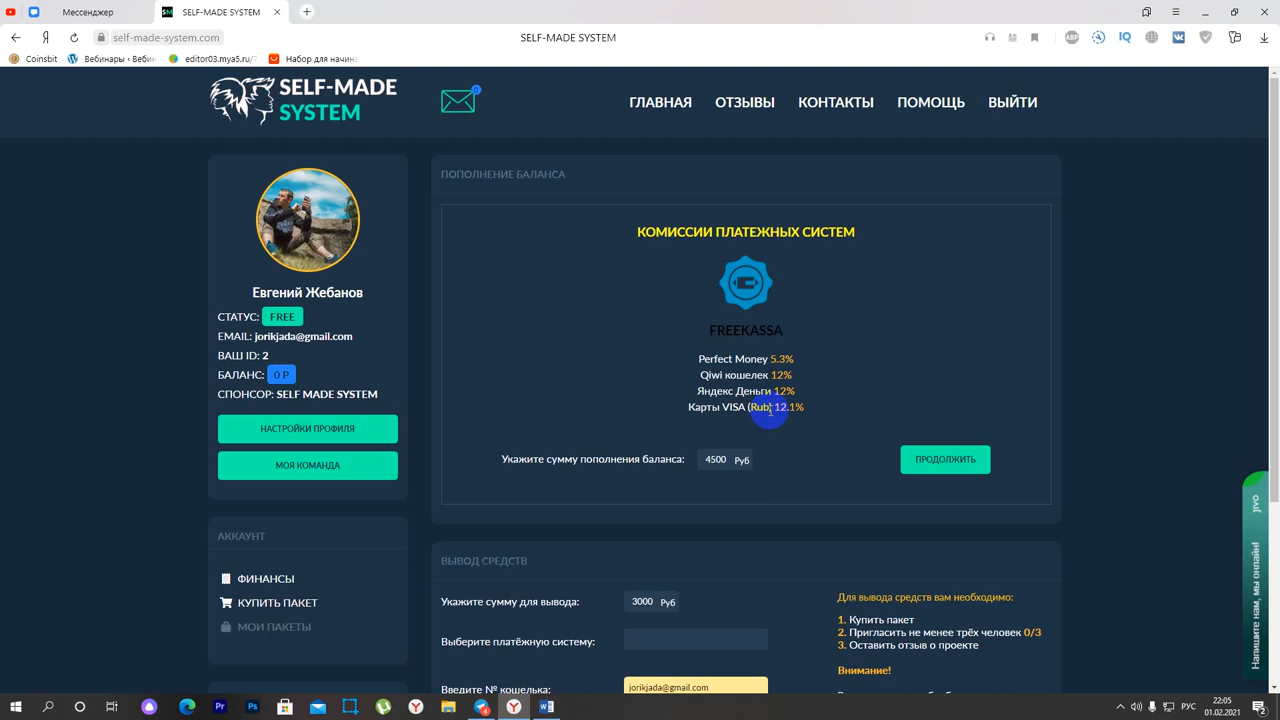 Мессенджер
SELF-MADE SYSTEM
self-made-system.com
SELF-MADE SYSTEM
ABP
IQ
Coinsbit
Вебинары ‹ Вебин
editor03.mya5.ru/7
Набор для начина
SELF-MADE
SYSTEM
0
ГЛАВНАЯ
ОТЗЫВЫ
КОНТАКТЫ
ПОМОЩЬ
ВЫЙТИ
Евгений Жебанов
СТАТУС: FREE
EMAIL: jorikjada@gmail.com
ВАШ ID: 2
БАЛАНС: 0 Р
СПОНСОР: SELF MADE SYSTEM
НАСТРОЙКИ ПРОФИЛЯ
МОЯ КОМАНДА
АККАУНТ
ФИНАНСЫ
КУПИТЬ ПАКЕТ
МОИ ПАКЕТЫ
ПОПОЛНЕНИЕ БАЛАНСА
КОМИССИИ ПЛАТЕЖНЫХ СИСТЕМ
FREEKASSA
Perfect Money 5.3%
Qiwi кошелек 12%
Яндекс Деньги 12%
Карты VISA (Rub) 12.1%
Укажите сумму пополнения баланса: 4500 Руб
ПРОДОЛЖИТЬ
ВЫВОД СРЕДСТВ
Укажите сумму для вывода: 3000 Руб
Выберите платёжную систему:
Введите № кошелька: jorikjada@gmail.com
Для вывода средств вам необходимо:
1. Купить пакет
2. Пригласить не менее трёх человек 0/3
3. Оставить отзыв о проекте
Внимание!
Напишите нам, мы онлайн!
jivo
РУС
22:05
01.02.2021